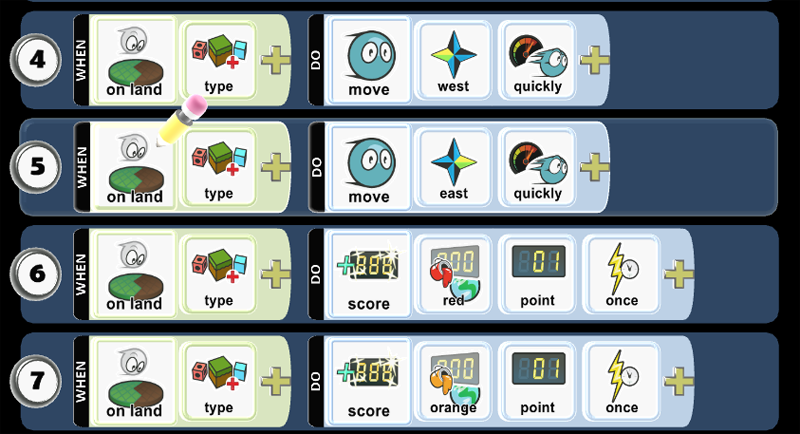 4 WHEN on land type DO move west quickly
5 WHEN on land type DO move east quickly
6 WHEN on land type DO score red 01 point once
7 WHEN on land type DO score orange 01 point once